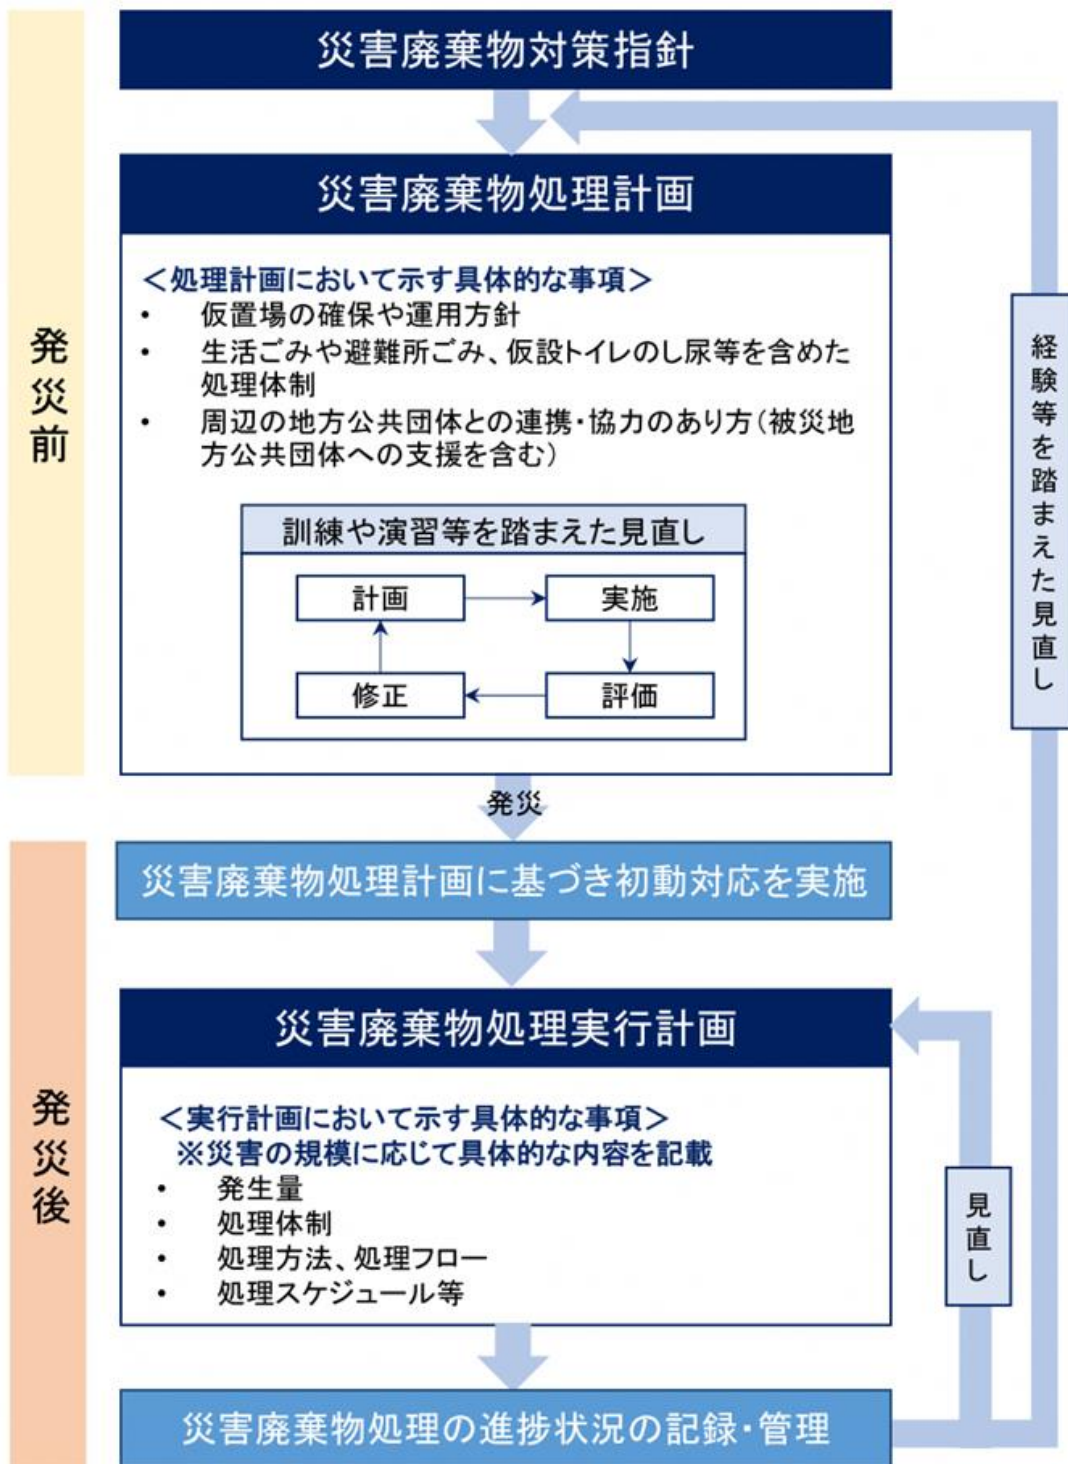 災害廃棄物対策指針
災害廃棄物処理計画
<処理計画において示す具体的な事項>
• 仮置場の確保や運用方針
• 生活ごみや避難所ごみ、仮設トイレのし尿等を含めた
処理体制
• 周辺の地方公共団体との連携・協力のあり方(被災地
方公共団体への支援を含む)
訓練や演習等を踏まえた見直し
計画
実施
修正
評価
発災前
経験等を踏まえた見直し
発災
災害廃棄物処理計画に基づき初動対応を実施
災害廃棄物処理実行計画
<実行計画において示す具体的な事項>
※災害の規模に応じて具体的な内容を記載
• 発生量
• 処理体制
• 処理方法、処理フロー
• 処理スケジュール等
発災後
見直し
災害廃棄物処理の進捗状況の記録・管理